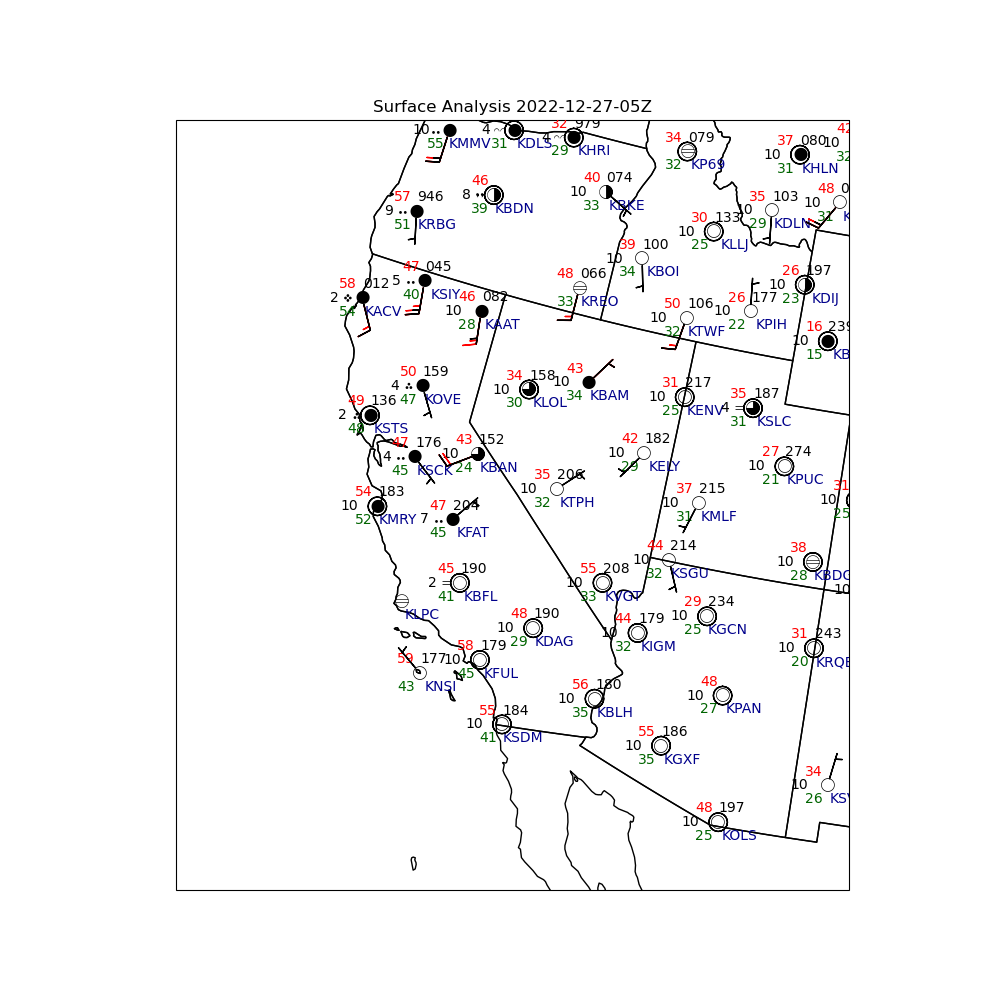 Surface Analysis 2022-12-27-05Z
10 55 KMMV
4 31 KDLS
32 979 4 29 KHRI
34 079 32 KP69
37 080 10 31 KHLN
42 10 32
46 8 39 KBDN
40 074 10 33 KBKE
57 946 9 51 KRBG
35 103 10 29 KDLN
48 0 10 31 K
30 133 10 25 KLLJ
39 100 10 34 KBOI
47 045 5 40 KSIY
58 012 2 54 KACV
46 082 10 28 KAAT
48 066 33 KREO
50 106 10 32 KTWF
26 177 10 22 KPIH
26 197 10 23 KDIJ
16 239 10 15 KB
50 159 4 47 KOVE
34 158 10 30 KLOL
43 10 34 KBAM
31 217 10 25 KENV
35 187 4 31 KSLC
49 136 2 48 KSTS
47 176 4 45 KSCK
43 152 10 24 KBAN
42 182 10 29 KELY
27 274 10 21 KPUC
35 206 10 32 KTPH
54 183 10 52 KMRY
47 204 7 45 KFAT
37 215 10 31 KMLF
31 10 25
44 214 10 32 KSGU
38 10 28 KBDG
10
45 190 2 41 KBFL
55 208 10 33 KVGT
KLPC
29 234 10 25 KGCN
48 190 10 29 KDAG
44 179 10 32 KIGM
31 243 10 20 KRQE
58 179 10 45 KFUL
59 177 43 KNSI
56 180 10 35 KBLH
48 10 27 KPAN
55 184 10 41 KSDM
55 186 10 35 KGXF
34 10 26 KSV
48 197 10 25 KOLS